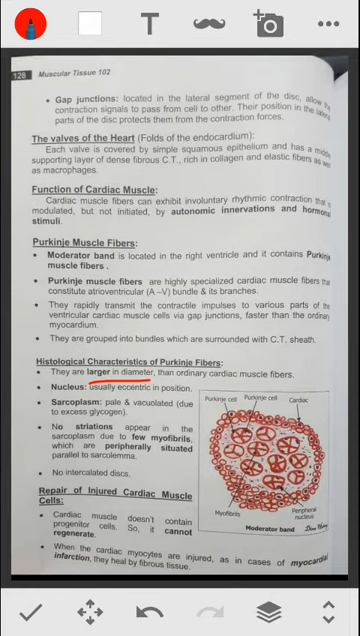 T
128 Muscular Tissue 102
• Gap junctions: located in the lateral segment of the disc, allow the
contraction signals to pass from cell to other. Their position in the lateral
parts of the disc protects them from the contraction forces.
The valves of the Heart (Folds of the endocardium):
Each valve is covered by simple squamous epithelium and has a middle
supporting layer of dense fibrous C.T., rich in collagen and elastic fibers as well
as macrophages.
Function of Cardiac Muscle:
Cardiac muscle fibers can exhibit involuntary rhythmic contraction that is
modulated, but not initiated, by autonomic innervations and hormonal
stimuli.
Purkinje Muscle Fibers:
• Moderator band is located in the right ventricle and it contains Purkinje
muscle fibers .
• Purkinje muscle fibers are highly specialized cardiac muscle fibers that
constitute atrioventricular (A –V) bundle & its branches.
• They rapidly transmit the contractile impulses to various parts of the
ventricular cardiac muscle cells via gap junctions, faster than the ordinary
myocardium.
• They are grouped into bundles which are surrounded with C.T. sheath.
Histological Characteristics of Purkinje Fibers:
• They are larger in diameter, than ordinary cardiac muscle fibers.
• Nucleus: usually eccentric in position.
• Sarcoplasm: pale & vacuolated (due
to excess glycogen).
• No striations appear in the
sarcoplasm due to few myofibrils,
which are peripherally situated
parallel to sarcolemma.
• No intercalated discs.
Purkinje cell Purkinje cell Cardiac
Myofibrils Peripheral
nucleus
Moderator band
Repair of Injured Cardiac Muscle
Cells:
• Cardiac muscle doesn't contain
progenitor cells. So, it cannot
regenerate.
• When the cardiac myocytes are injured, as in cases of myocardial
infarction, they heal by fibrous tissue.